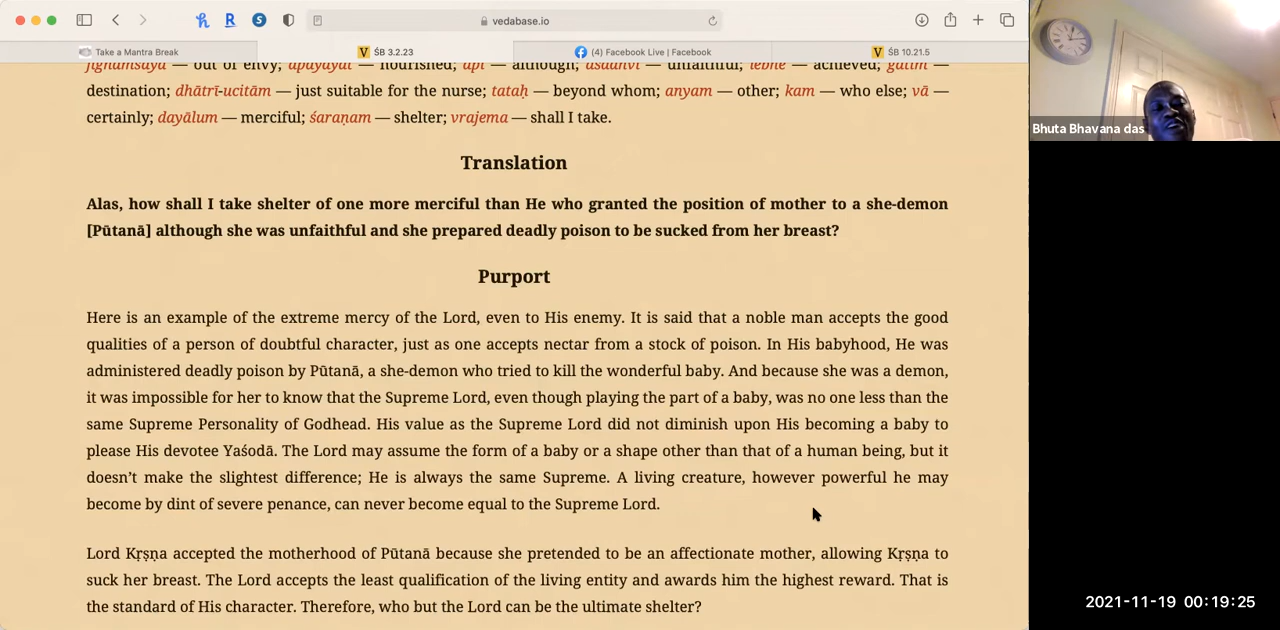 vedabase.io
Take a Mantra Break
ŚB 3.2.23
(4) Facebook Live | Facebook
ŚB 10.21.5
jighāṁsayā — out of envy; apāyayat — nourished; api — although; asādhvī — unfaithful; lebhe — achieved; gatim —
destination; dhātrī-ucitām — just suitable for the nurse; tataḥ — beyond whom; anyam — other; kam — who else; vā —
certainly; dayālum — merciful; śaraṇam — shelter; vrajema — shall I take.
Translation
Alas, how shall I take shelter of one more merciful than He who granted the position of mother to a she-demon
[Pūtanā] although she was unfaithful and she prepared deadly poison to be sucked from her breast?
Purport
Here is an example of the extreme mercy of the Lord, even to His enemy. It is said that a noble man accepts the good
qualities of a person of doubtful character, just as one accepts nectar from a stock of poison. In His babyhood, He was
administered deadly poison by Pūtanā, a she-demon who tried to kill the wonderful baby. And because she was a demon,
it was impossible for her to know that the Supreme Lord, even though playing the part of a baby, was no one less than the
same Supreme Personality of Godhead. His value as the Supreme Lord did not diminish upon His becoming a baby to
please His devotee Yaśodā. The Lord may assume the form of a baby or a shape other than that of a human being, but it
doesn’t make the slightest difference; He is always the same Supreme. A living creature, however powerful he may
become by dint of severe penance, can never become equal to the Supreme Lord.
Lord Kṛṣṇa accepted the motherhood of Pūtanā because she pretended to be an affectionate mother, allowing Kṛṣṇa to
suck her breast. The Lord accepts the least qualification of the living entity and awards him the highest reward. That is
the standard of His character. Therefore, who but the Lord can be the ultimate shelter?
Bhuta Bhavana das
2021-11-19 00:19:25